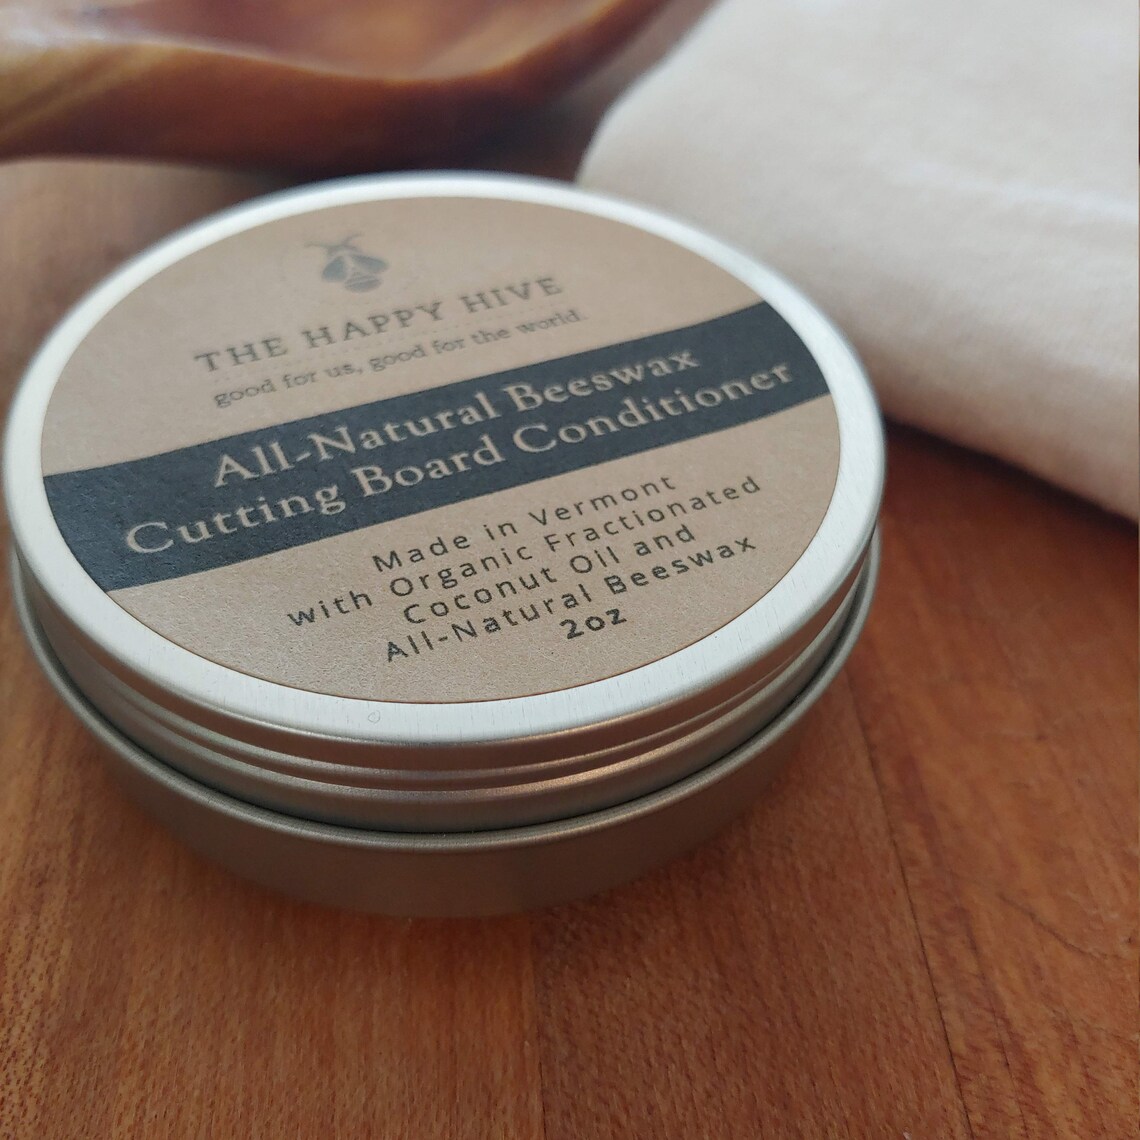 THE HAPPY HIVE
good for us, good for the world.
All-Natural Beeswax
Cutting Board Conditioner
Made in Vermont
with Organic Fractionated
Coconut Oil and
All-Natural Beeswax
2oz